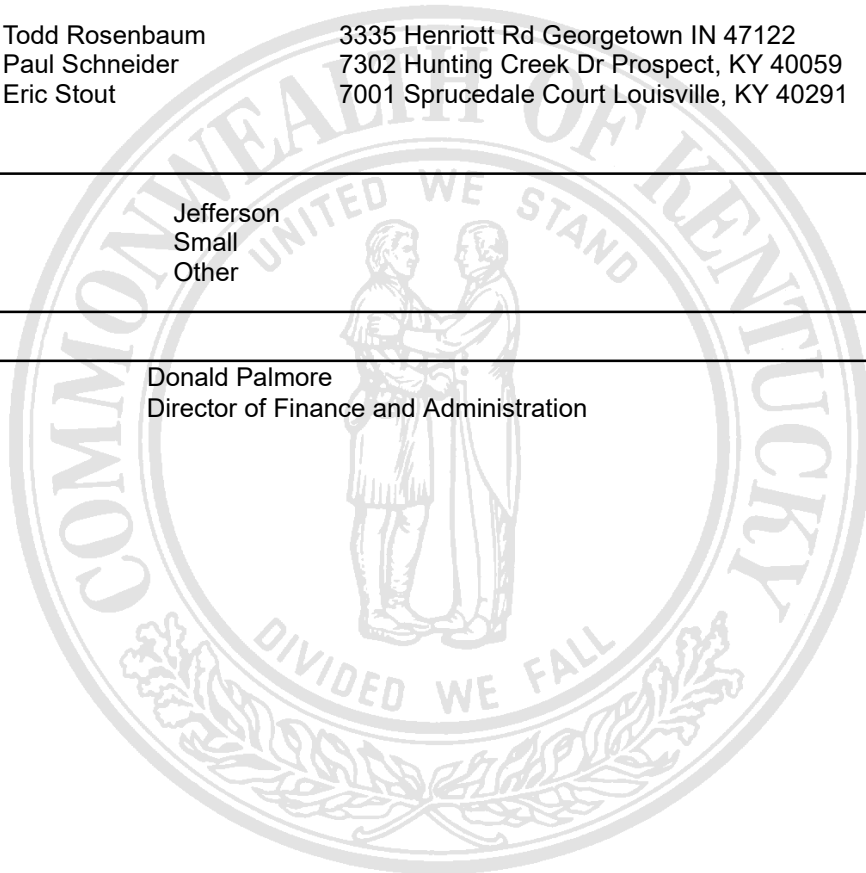 Todd Rosenbaum 3335 Henriott Rd Georgetown IN 47122
Paul Schneider 7302 Hunting Creek Dr Prospect, KY 40059
Eric Stout 7001 Sprucedale Court Louisville, KY 40291
Jefferson
Small
Other
Donald Palmore
Director of Finance and Administration
COMMONWEALTH OF KENTUCKY
UNITED WE STAND
DIVIDED WE FALL